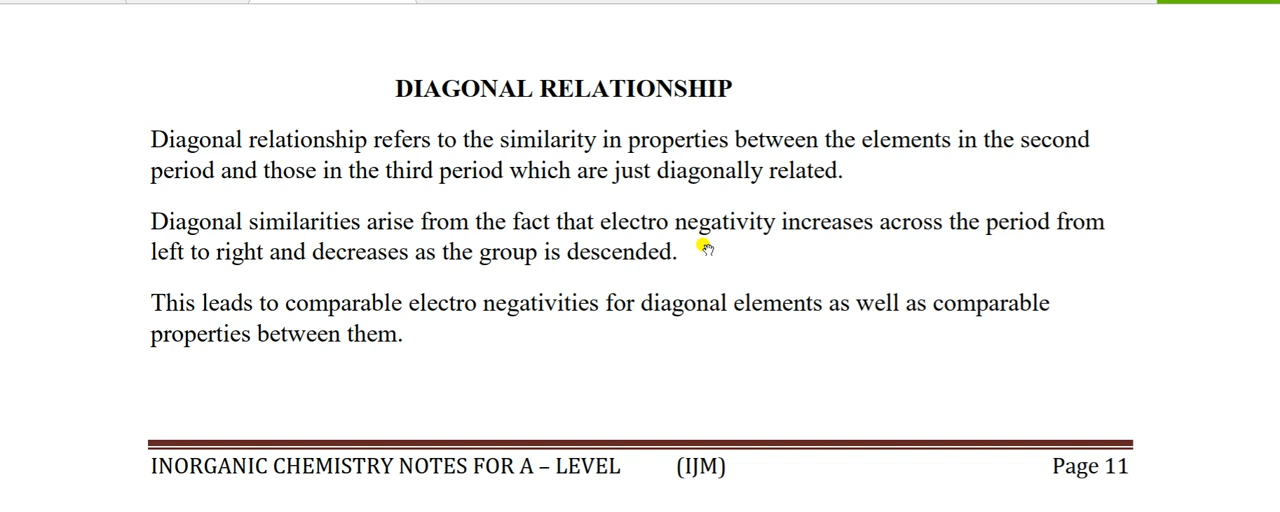 DIAGONAL RELATIONSHIP
Diagonal relationship refers to the similarity in properties between the elements in the second
period and those in the third period which are just diagonally related.
Diagonal similarities arise from the fact that electro negativity increases across the period from
left to right and decreases as the group is descended.
This leads to comparable electro negativities for diagonal elements as well as comparable
properties between them.
INORGANIC CHEMISTRY NOTES FOR A – LEVEL (IJM) Page 11